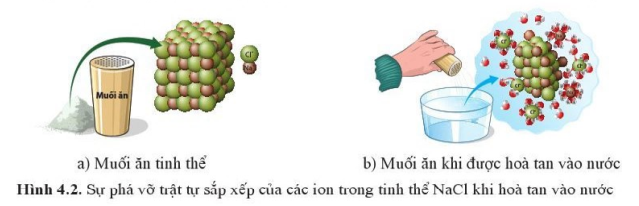 Cl⁻
Muối ăn
a) Muối ăn tinh thể
b) Muối ăn khi được hoà tan vào nước
Hình 4.2. Sự phá vỡ trật tự sắp xếp của các ion trong tinh thể NaCl khi hoà tan vào nước